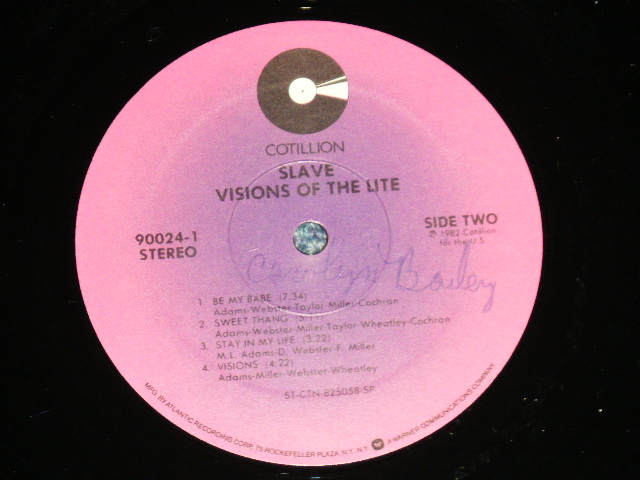 COTILLION
SLAVE
VISIONS OF THE LITE
90024-1
STEREO
SIDE TWO
℗ 1982 Cotillion
for the U.S.
Carolyn Bailey
1. BE MY BABE (7:34)
Adams-Webster-Taylor-Miller-Cochran
2. SWEET THANG
Adams-Webster-Miller-Taylor-Wheatley-Cochran
3. STAY IN MY LIFE (3:22)
M.L. Adams-D. Webster-F. Miller
4. VISIONS (4:22)
Adams-Miller-Webster-Wheatley
ST-CTN-825058-SP
MFG. BY ATLANTIC RECORDING CORP. 75 ROCKEFELLER PLAZA, N.Y., N.Y. A WARNER COMMUNICATIONS COMPANY